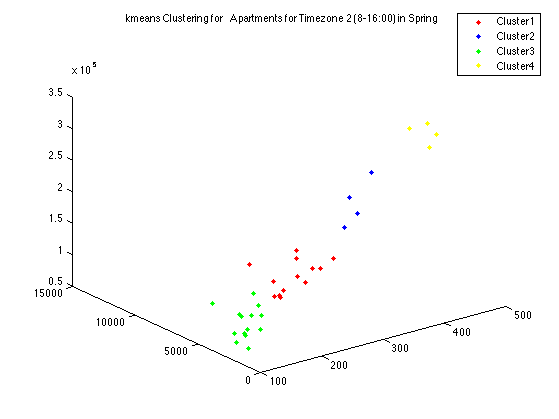 kmeans Clustering for Apartments for Timezone 2 (8-16:00) in Spring
Cluster1
Cluster2
Cluster3
Cluster4
x 10^5
3.5
3
2.5
2
1.5
1
0.5
15000
10000
5000
0
100
200
300
400
500